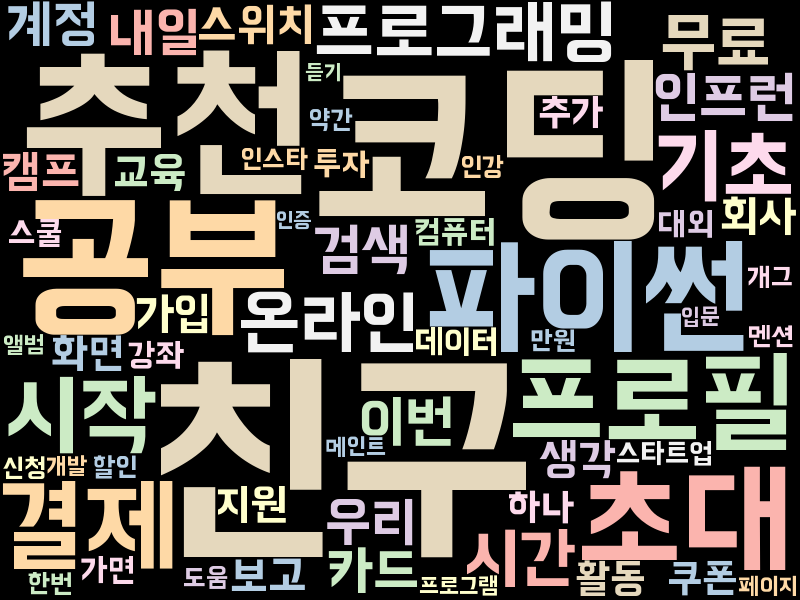 계정 내일 스위치 프로그래밍 무료
추천 코딩
듣기 인프런
약간 추가
캠프 교육 인스타 투자 인강 기초
공부 스쿨 인증 검색 컴퓨터 대외 회사
파이썬
가입 온라인 개그
입문
앨범 화면 강좌 데이터 만원 멘션
시작 친구 이번 프로필
메인트 생각 스타트업
신청 개발 할인
결제 지원 우리 하나 초대
시간
한번 가면 도움 보고 카드 프로그램 활동 쿠폰 페이지